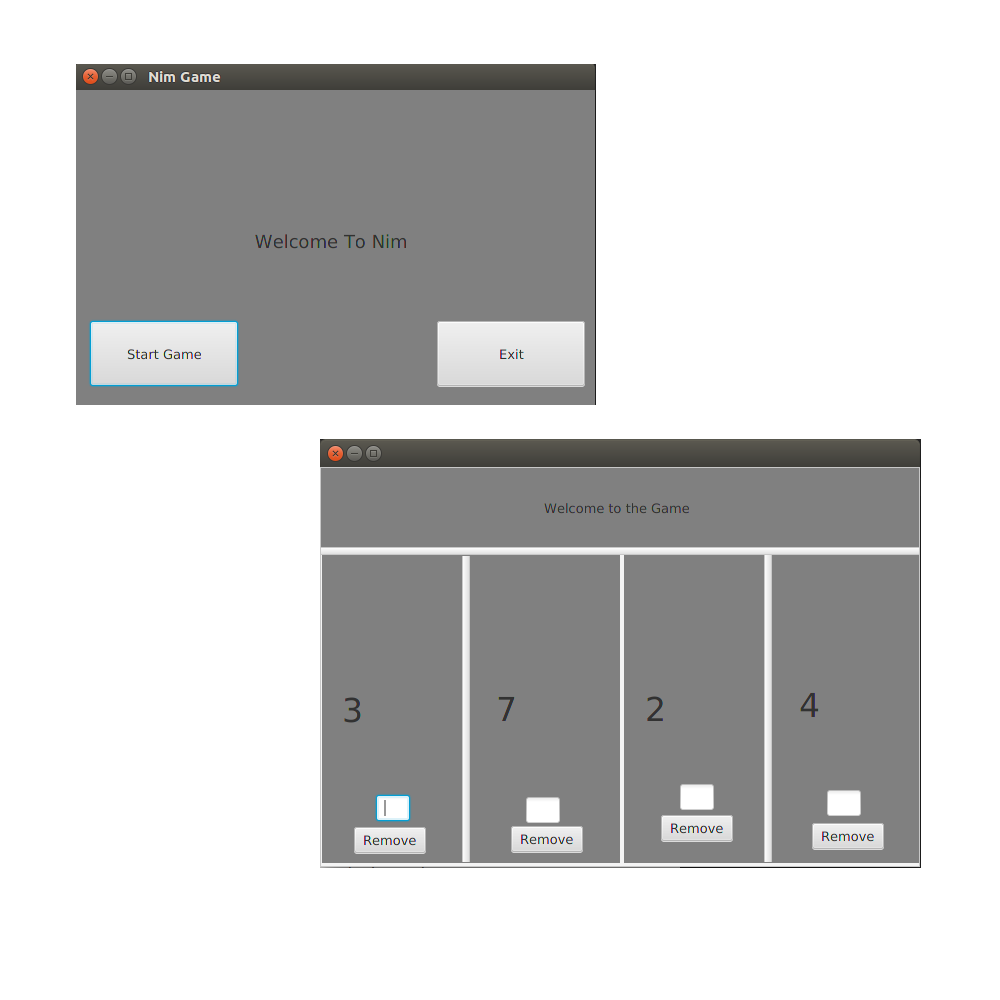 Nim Game
Welcome To Nim
Start Game
Exit
Welcome to the Game
3
7
2
4
Remove
Remove
Remove
Remove